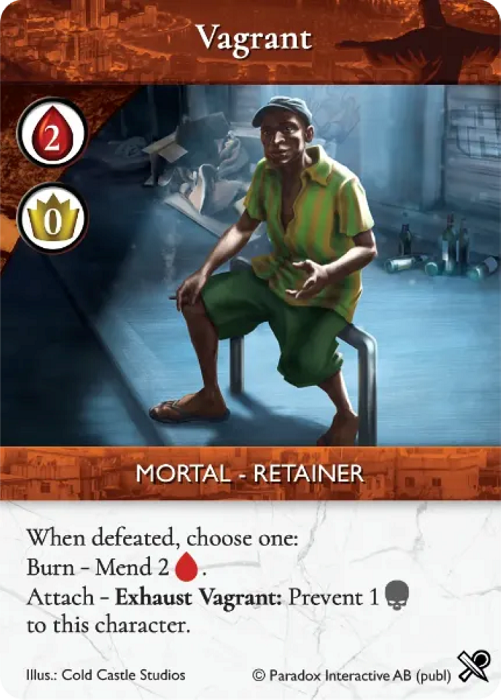 Vagrant
2
0
MORTAL - RETAINER
When defeated, choose one:
Burn - Mend 2 .
Attach - Exhaust Vagrant: Prevent 1
to this character.
Illus.: Cold Castle Studios
© Paradox Interactive AB (publ)